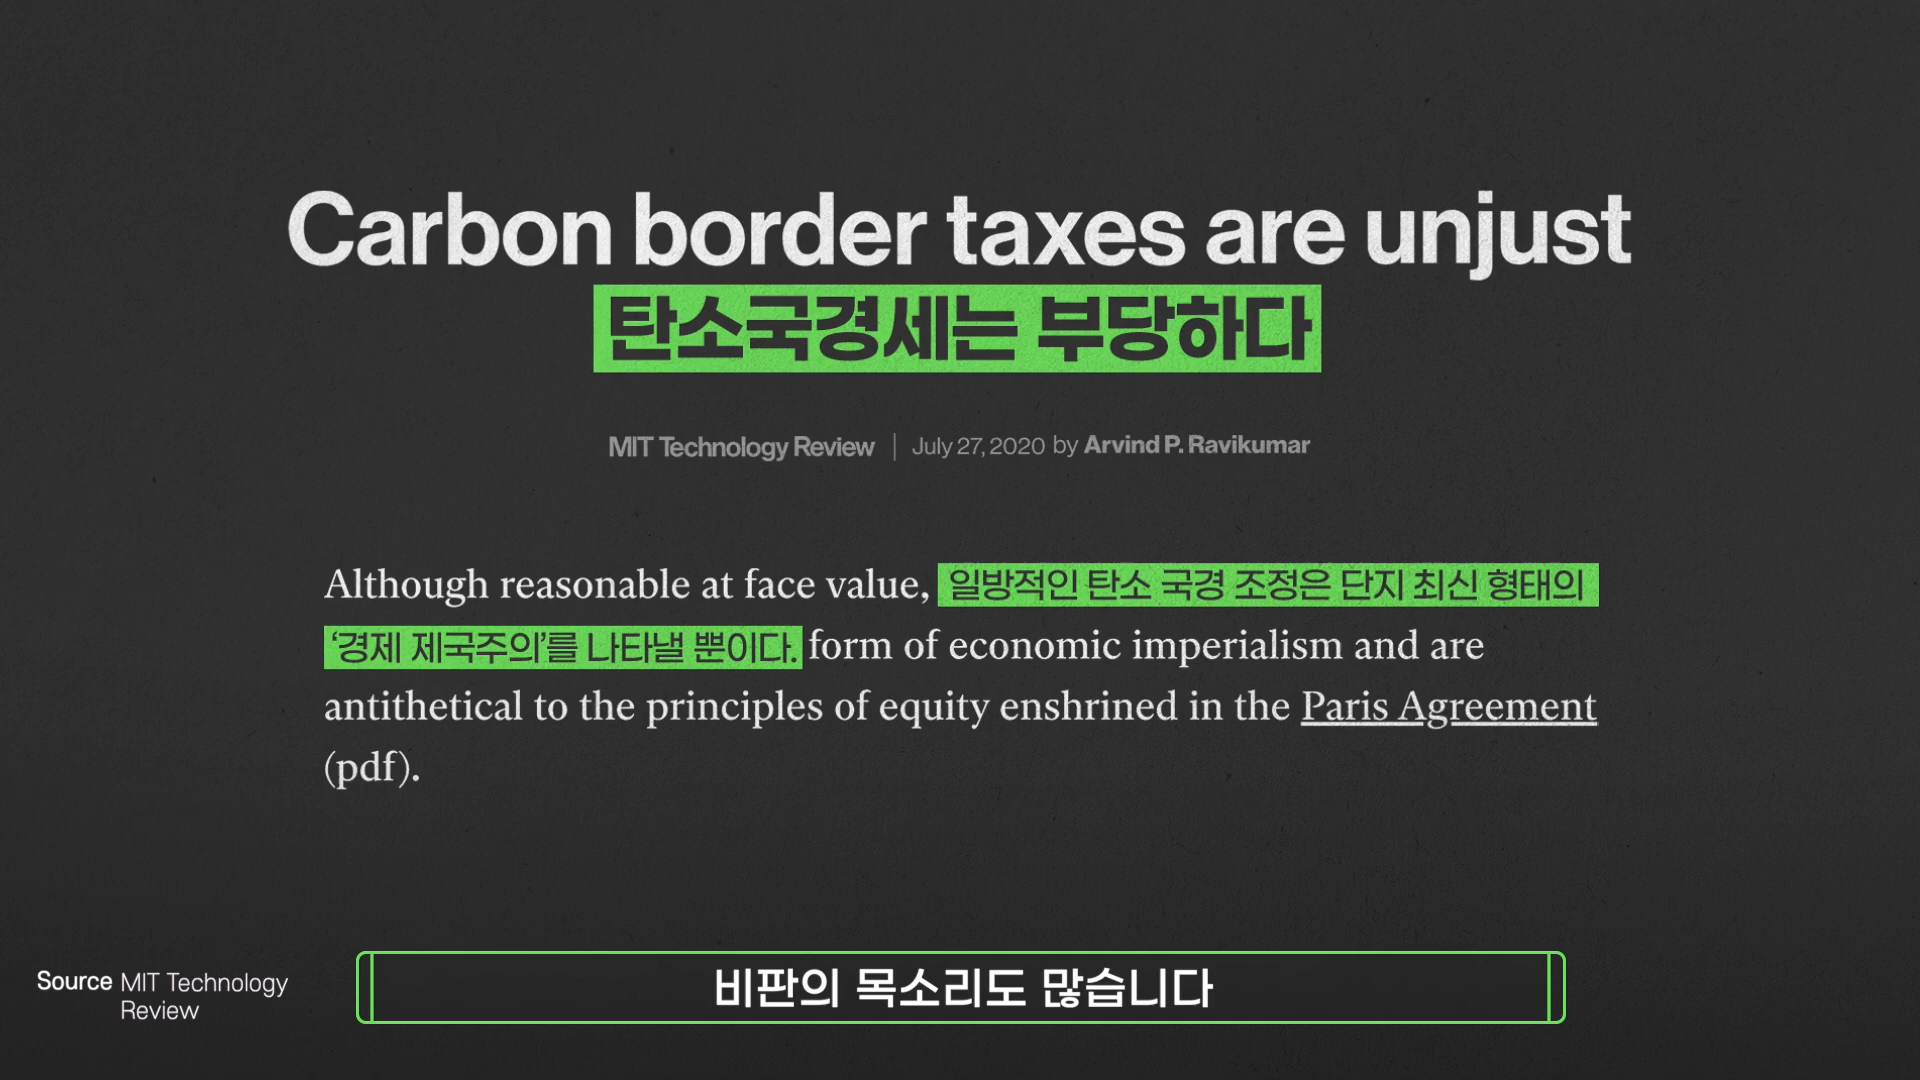 Carbon border taxes are unjust
탄소국경세는 부당하다
MIT Technology Review | July 27, 2020 by Arvind P. Ravikumar
Although reasonable at face value, 일방적인 탄소 국경 조정은 단지 최신 형태의
‘경제 제국주의’를 나타낼 뿐이다. form of economic imperialism and are
antithetical to the principles of equity enshrined in the Paris Agreement
(pdf).
Source MIT Technology
Review
비판의 목소리도 많습니다